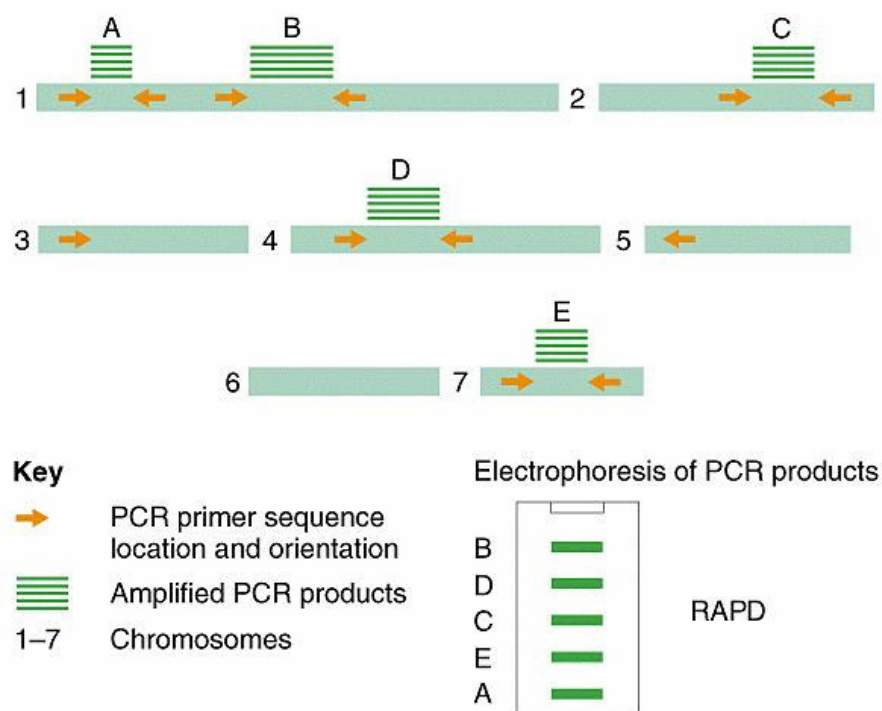 A B C
1 2
D
3 4 5
E
6 7
Key
PCR primer sequence
location and orientation
Amplified PCR products
1–7 Chromosomes
Electrophoresis of PCR products
B
D
C
E
A
RAPD